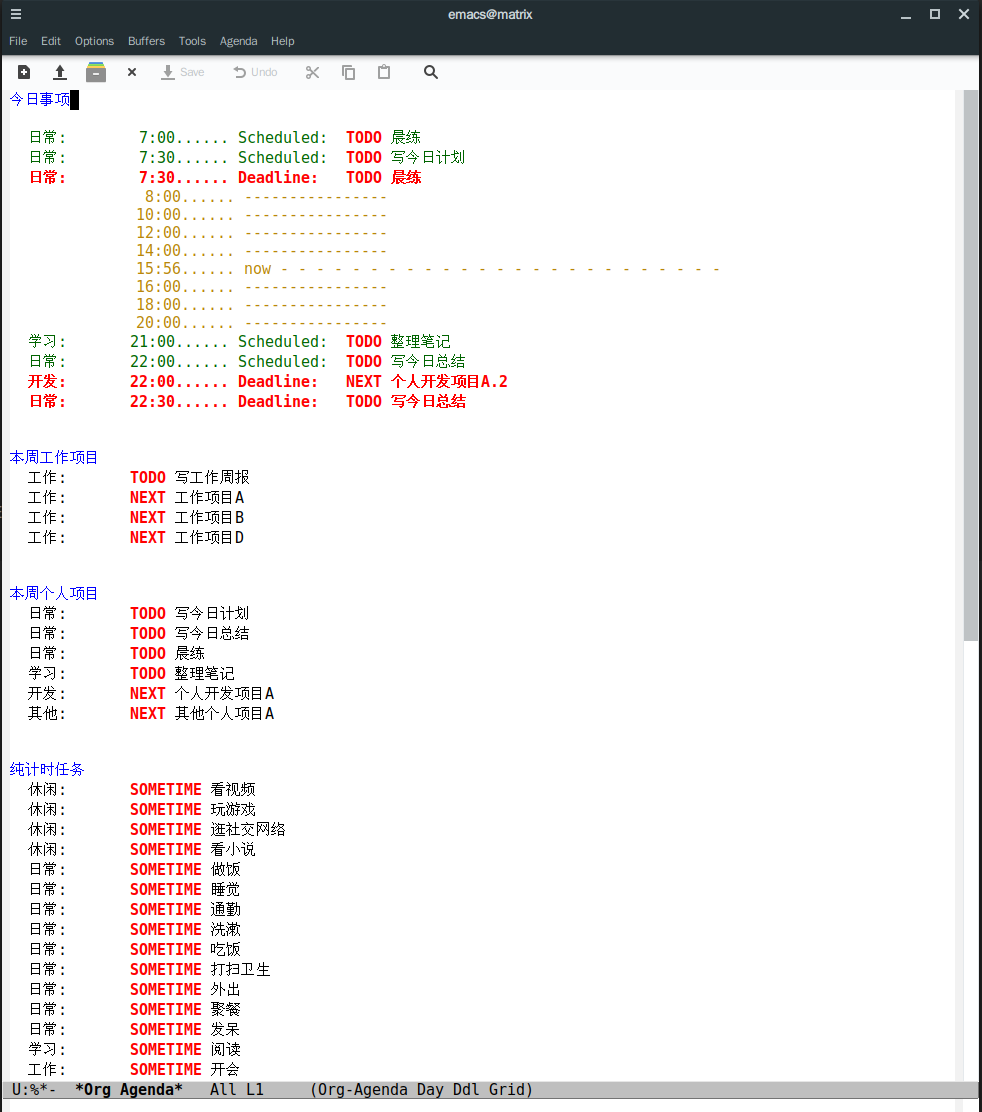 emacs@matrix
File Edit Options Buffers Tools Agenda Help
Save Undo
今日事项
日常: 7:00...... Scheduled: TODO 晨练
日常: 7:30...... Scheduled: TODO 写今日计划
日常: 7:30...... Deadline: TODO 晨练
8:00...... ----------------
10:00...... ----------------
12:00...... ----------------
14:00...... ----------------
15:56...... now - - - - - - - - - - - - - - - - - - - - - - - - -
16:00...... ----------------
18:00...... ----------------
20:00...... ----------------
学习: 21:00...... Scheduled: TODO 整理笔记
日常: 22:00...... Scheduled: TODO 写今日总结
开发: 22:00...... Deadline: NEXT 个人开发项目A.2
日常: 22:30...... Deadline: TODO 写今日总结
本周工作项目
工作: TODO 写工作周报
工作: NEXT 工作项目A
工作: NEXT 工作项目B
工作: NEXT 工作项目D
本周个人项目
日常: TODO 写今日计划
日常: TODO 写今日总结
日常: TODO 晨练
学习: TODO 整理笔记
开发: NEXT 个人开发项目A
其他: NEXT 其他个人项目A
纯计时任务
休闲: SOMETIME 看视频
休闲: SOMETIME 玩游戏
休闲: SOMETIME 逛社交网络
休闲: SOMETIME 看小说
日常: SOMETIME 做饭
日常: SOMETIME 睡觉
日常: SOMETIME 通勤
日常: SOMETIME 洗漱
日常: SOMETIME 吃饭
日常: SOMETIME 打扫卫生
日常: SOMETIME 外出
日常: SOMETIME 聚餐
日常: SOMETIME 发呆
学习: SOMETIME 阅读
工作: SOMETIME 开会
U:%*- *Org Agenda* All L1 (Org-Agenda Day Ddl Grid)